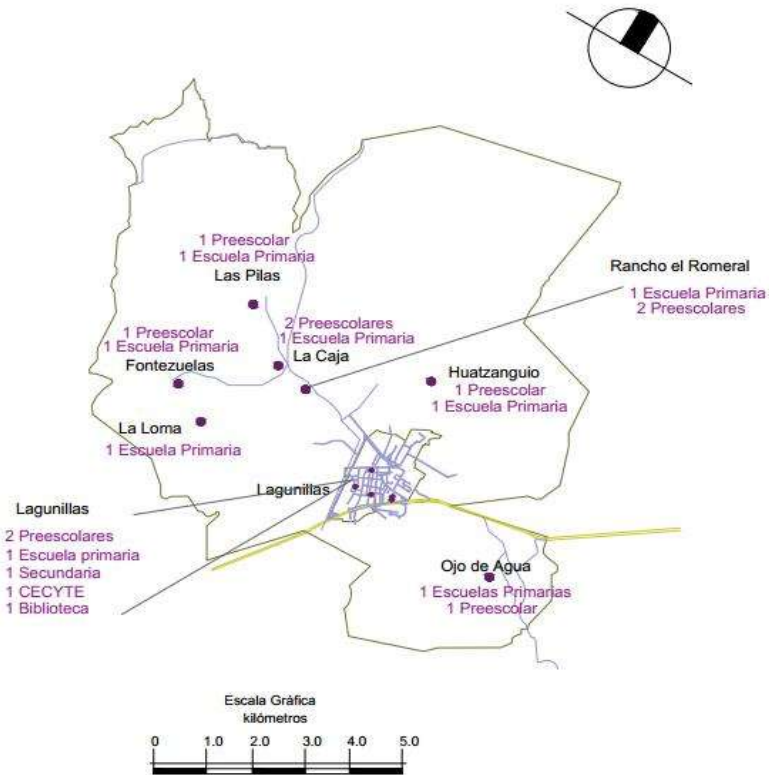 1 Preescolar
1 Escuela Primaria
Las Pilas
Rancho el Romeral
1 Escuela Primaria
2 Preescolares
1 Preescolar
1 Escuela Primaria
Fontezuelas
2 Preescolares
1 Escuela Primaria
La Caja
Huatzanguio
1 Preescolar
1 Escuela Primaria
La Loma
1 Escuela Primaria
Lagunillas
Lagunillas
2 Preescolares
1 Escuela primaria
1 Secundaria
1 CECYTE
1 Biblioteca
Ojo de Agua
1 Escuelas Primarias
1 Preescolar
Escala Gráfica
kilómetros
0 1.0 2.0 3.0 4.0 5.0